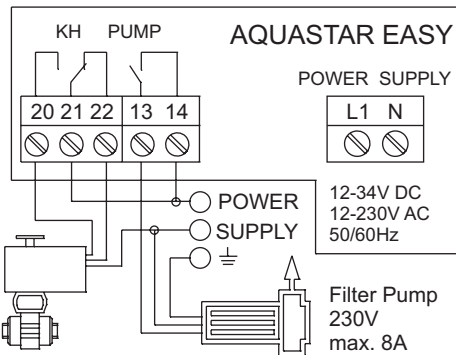 KH PUMP
AQUASTAR EASY
POWER SUPPLY
20 21 22 13 14
L1 N
POWER
SUPPLY
12-34V DC
12-230V AC
50/60Hz
Filter Pump
230V
max. 8A